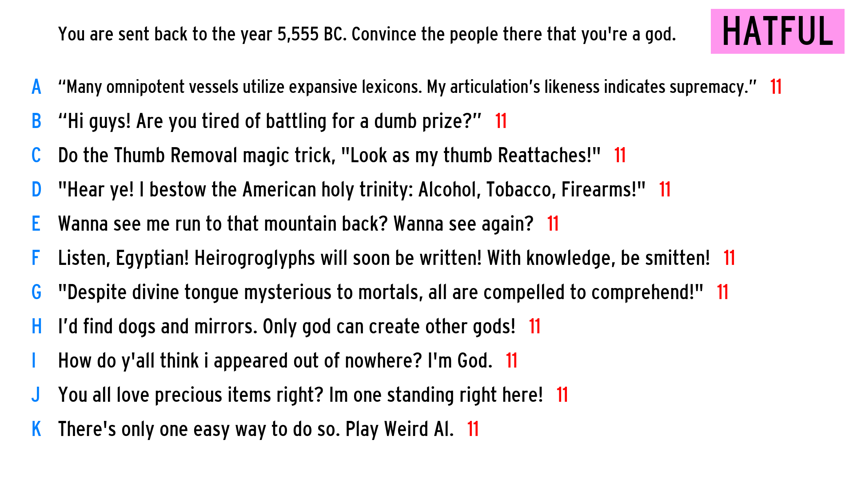 You are sent back to the year 5,555 BC. Convince the people there that you're a god.
HATFUL
A “Many omnipotent vessels utilize expansive lexicons. My articulation’s likeness indicates supremacy.” 11
B “Hi guys! Are you tired of battling for a dumb prize?” 11
C Do the Thumb Removal magic trick, "Look as my thumb Reattaches!" 11
D "Hear ye! I bestow the American holy trinity: Alcohol, Tobacco, Firearms!" 11
E Wanna see me run to that mountain back? Wanna see again? 11
F Listen, Egyptian! Heirogroglyphs will soon be written! With knowledge, be smitten! 11
G "Despite divine tongue mysterious to mortals, all are compelled to comprehend!" 11
H I’d find dogs and mirrors. Only god can create other gods! 11
I How do y'all think i appeared out of nowhere? I'm God. 11
J You all love precious items right? Im one standing right here! 11
K There's only one easy way to do so. Play Weird Al. 11